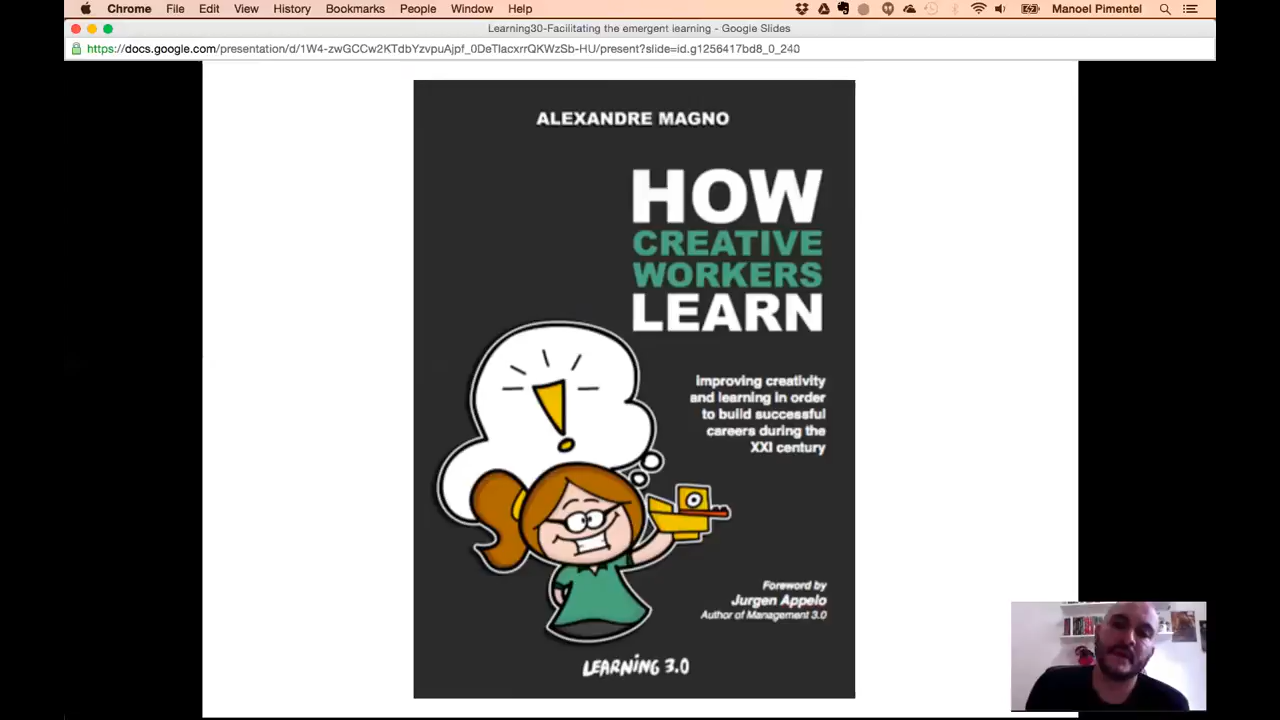 Chrome File Edit View History Bookmarks People Window Help Manoel Pimentel
Learning30-Facilitating the emergent learning - Google Slides
https://docs.google.com/presentation/d/1W4-zwGCCw2KTdbYzvpuAjpf_0DeTlacxrrQKWzSb-HU/present?slide=id.g1256417bd8_0_240
ALEXANDRE MAGNO
HOW
CREATIVE
WORKERS
LEARN
improving creativity
and learning in order
to build successful
careers during the
XXI century
Foreword by
Jurgen Appelo
Author of Management 3.0
LEARNING 3.0